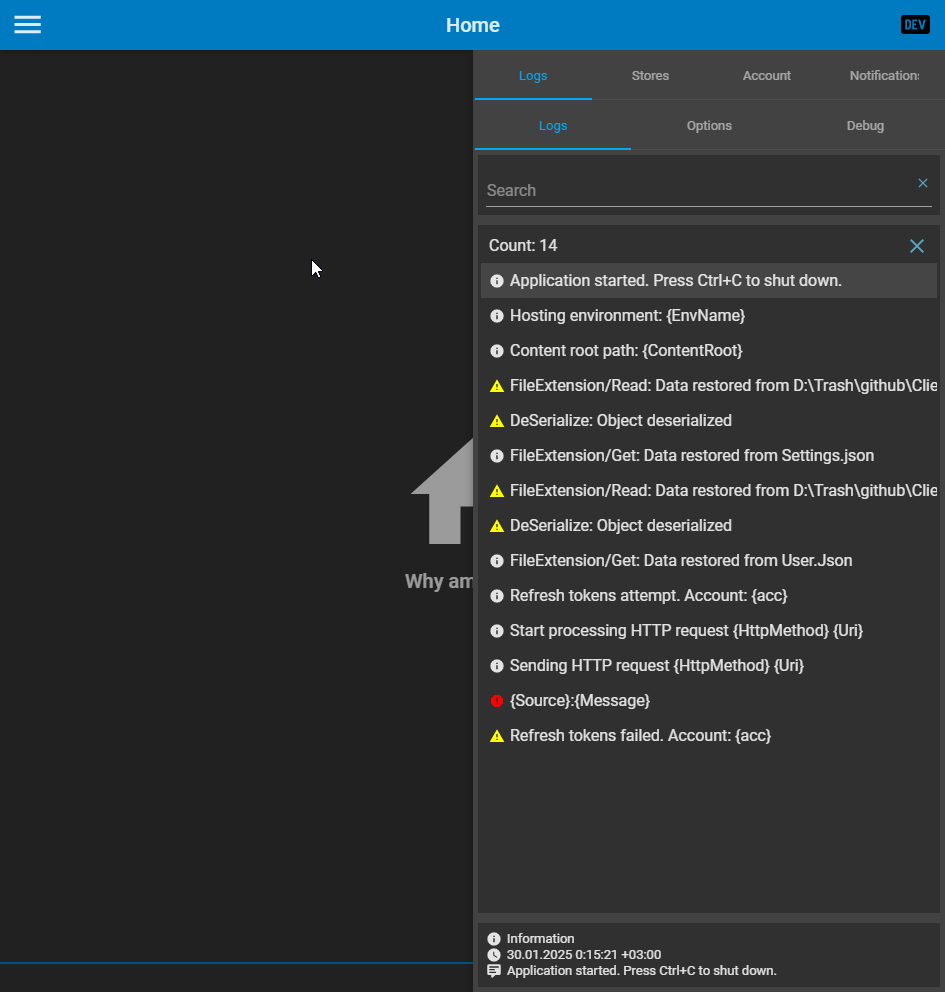 Home
DEV
Logs Stores Account Notifications
Logs Options Debug
Search
Count: 14
Application started. Press Ctrl+C to shut down.
Hosting environment: {EnvName}
Content root path: {ContentRoot}
FileExtension/Read: Data restored from D:\Trash\github\Clie
DeSerialize: Object deserialized
FileExtension/Get: Data restored from Settings.json
FileExtension/Read: Data restored from D:\Trash\github\Clie
DeSerialize: Object deserialized
FileExtension/Get: Data restored from User.Json
Refresh tokens attempt. Account: {acc}
Start processing HTTP request {HttpMethod} {Uri}
Sending HTTP request {HttpMethod} {Uri}
{Source}:{Message}
Refresh tokens failed. Account: {acc}
Why am
Information
30.01.2025 0:15:21 +03:00
Application started. Press Ctrl+C to shut down.